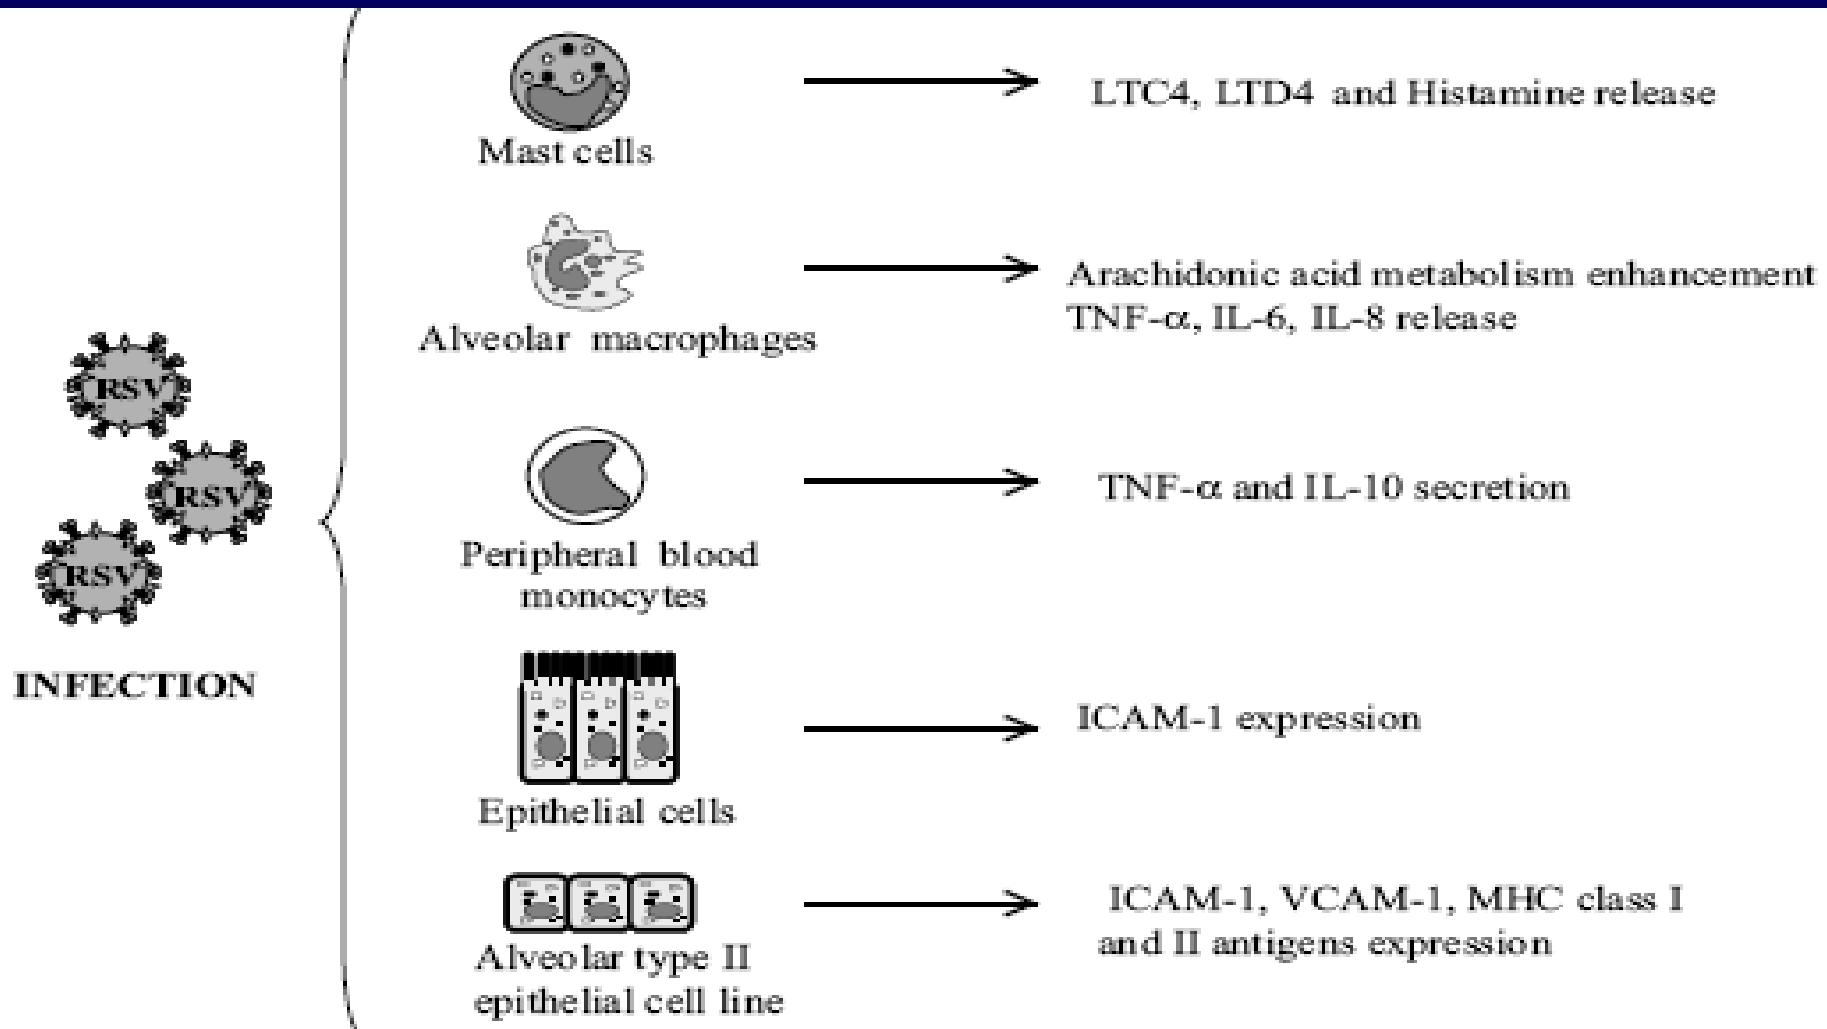 RSV
RSV
RSV
INFECTION
Mast cells
LTC4, LTD4 and Histamine release
Alveolar macrophages
Arachidonic acid metabolism enhancement
TNF-α, IL-6, IL-8 release
Peripheral blood
monocytes
TNF-α and IL-10 secretion
Epithelial cells
ICAM-1 expression
Alveolar type II
epithelial cell line
ICAM-1, VCAM-1, MHC class I
and II antigens expression